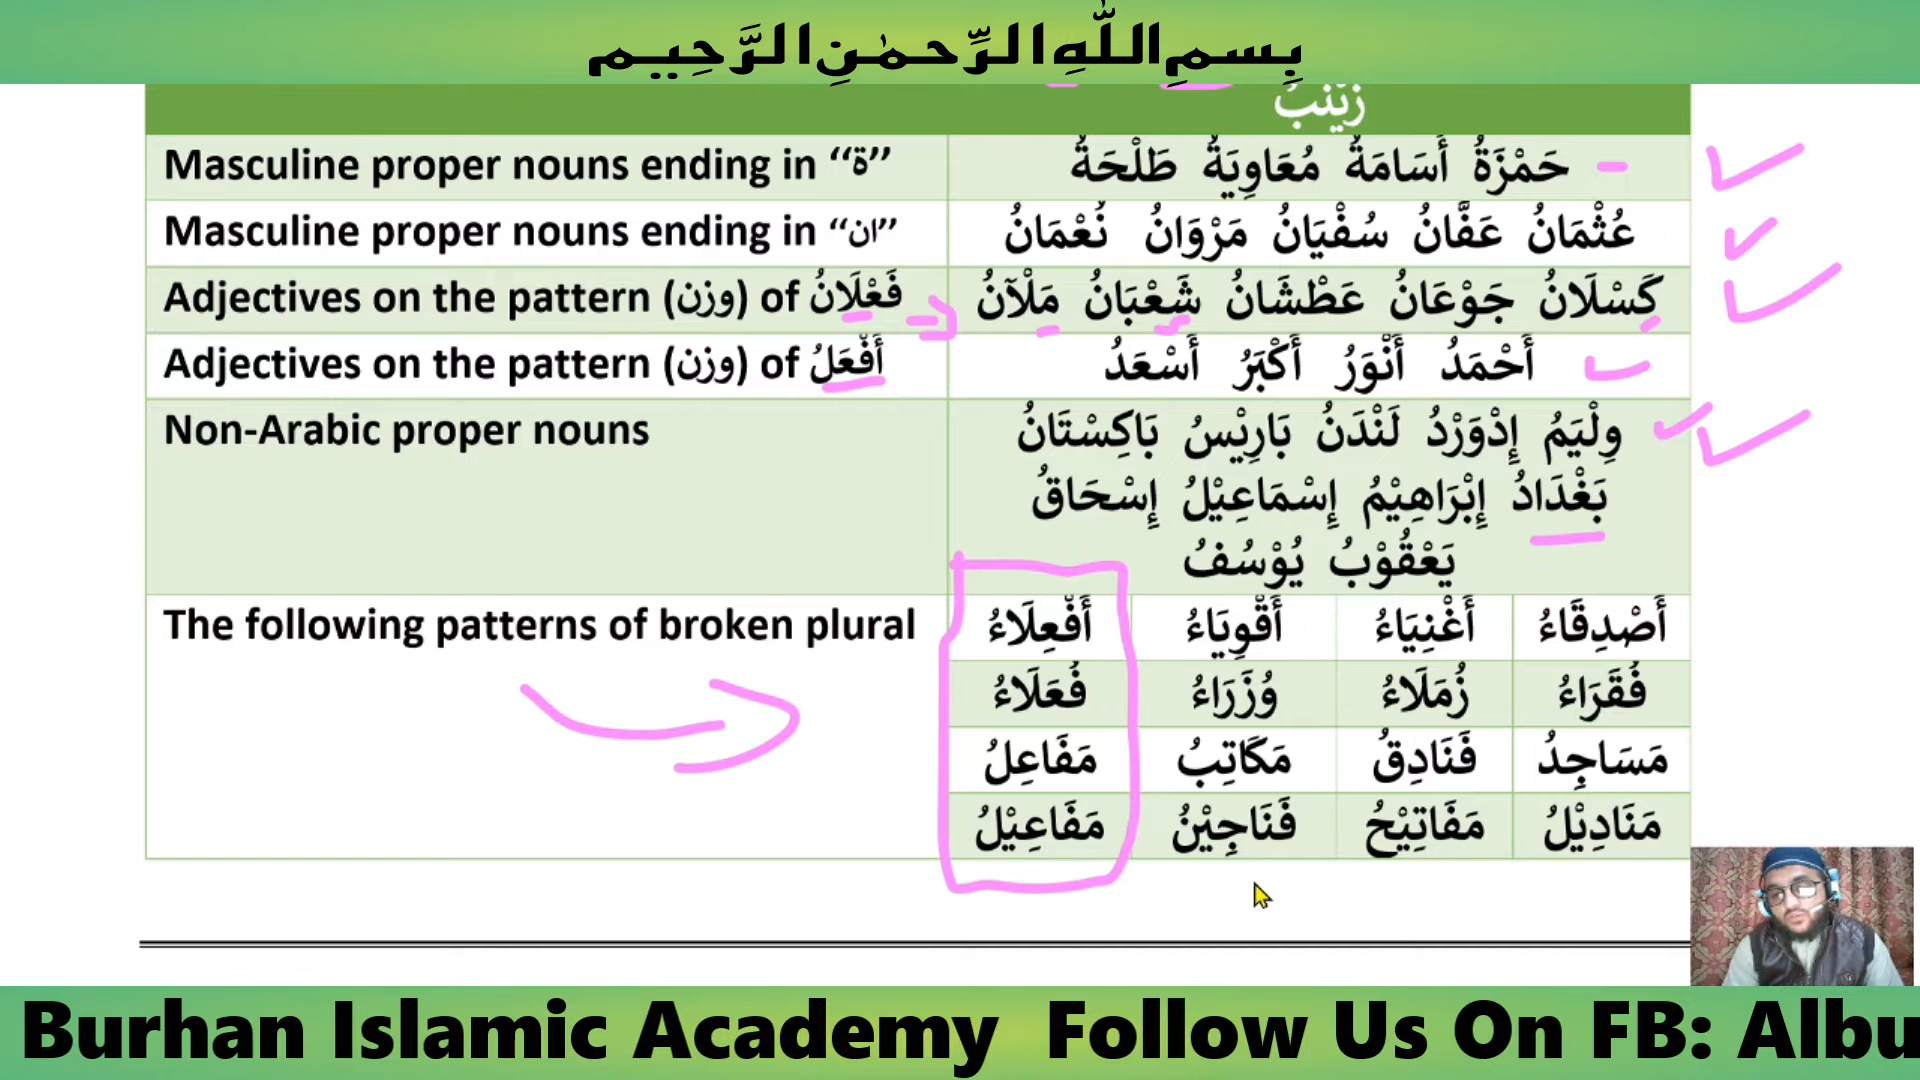 بِسمِ اللّٰهِ الرَّحمٰنِ الرَّحِيم
زَيْنَبُ
Masculine proper nouns ending in “ة” حَمْزَةُ أُسَامَةُ مُعَاوِيَةُ طَلْحَةُ
Masculine proper nouns ending in “ان” عُثْمَانُ عَفَّانُ سُفْيَانُ مَرْوَانُ نُعْمَانُ
Adjectives on the pattern (وزن) of فَعْلَانُ كَسْلَانُ جَوْعَانُ عَطْشَانُ شَعْبَانُ مَلْآنُ
Adjectives on the pattern (وزن) of أَفْعَلُ أَحْمَدُ أَنْوَرُ أَكْبَرُ أَسْعَدُ
Non-Arabic proper nouns وِلْيَمُ إِدْوَرْدُ لَنْدَنُ بَارِيْسُ بَاكِسْتَانُ
بَغْدَادُ إِبْرَاهِيْمُ إِسْمَاعِيْلُ إِسْحَاقُ
يَعْقُوْبُ يُوْسُفُ
The following patterns of broken plural أَفْعِلَاءُ أَقْوِيَاءُ أَغْنِيَاءُ أَصْدِقَاءُ
فُعَلَاءُ وُزَرَاءُ زُمَلَاءُ فُقَرَاءُ
مَفَاعِلُ مَكَاتِبُ فَنَادِقُ مَسَاجِدُ
مَفَاعِيْلُ فَنَاجِيْنُ مَفَاتِيْحُ مَنَادِيْلُ
Burhan Islamic Academy Follow Us On FB: Albu